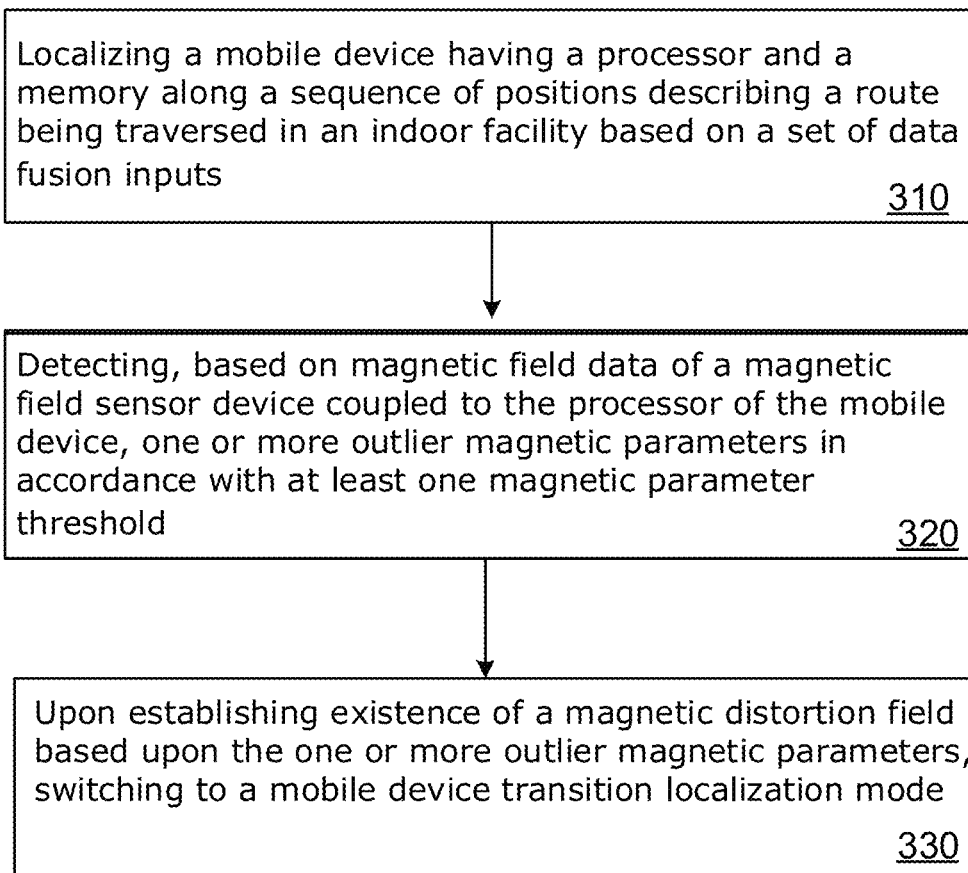 Localizing a mobile device having a processor and a
memory along a sequence of positions describing a route
being traversed in an indoor facility based on a set of data
fusion inputs
310
Detecting, based on magnetic field data of a magnetic
field sensor device coupled to the processor of the mobile
device, one or more outlier magnetic parameters in
accordance with at least one magnetic parameter
threshold
320
Upon establishing existence of a magnetic distortion field
based upon the one or more outlier magnetic parameters,
switching to a mobile device transition localization mode
330